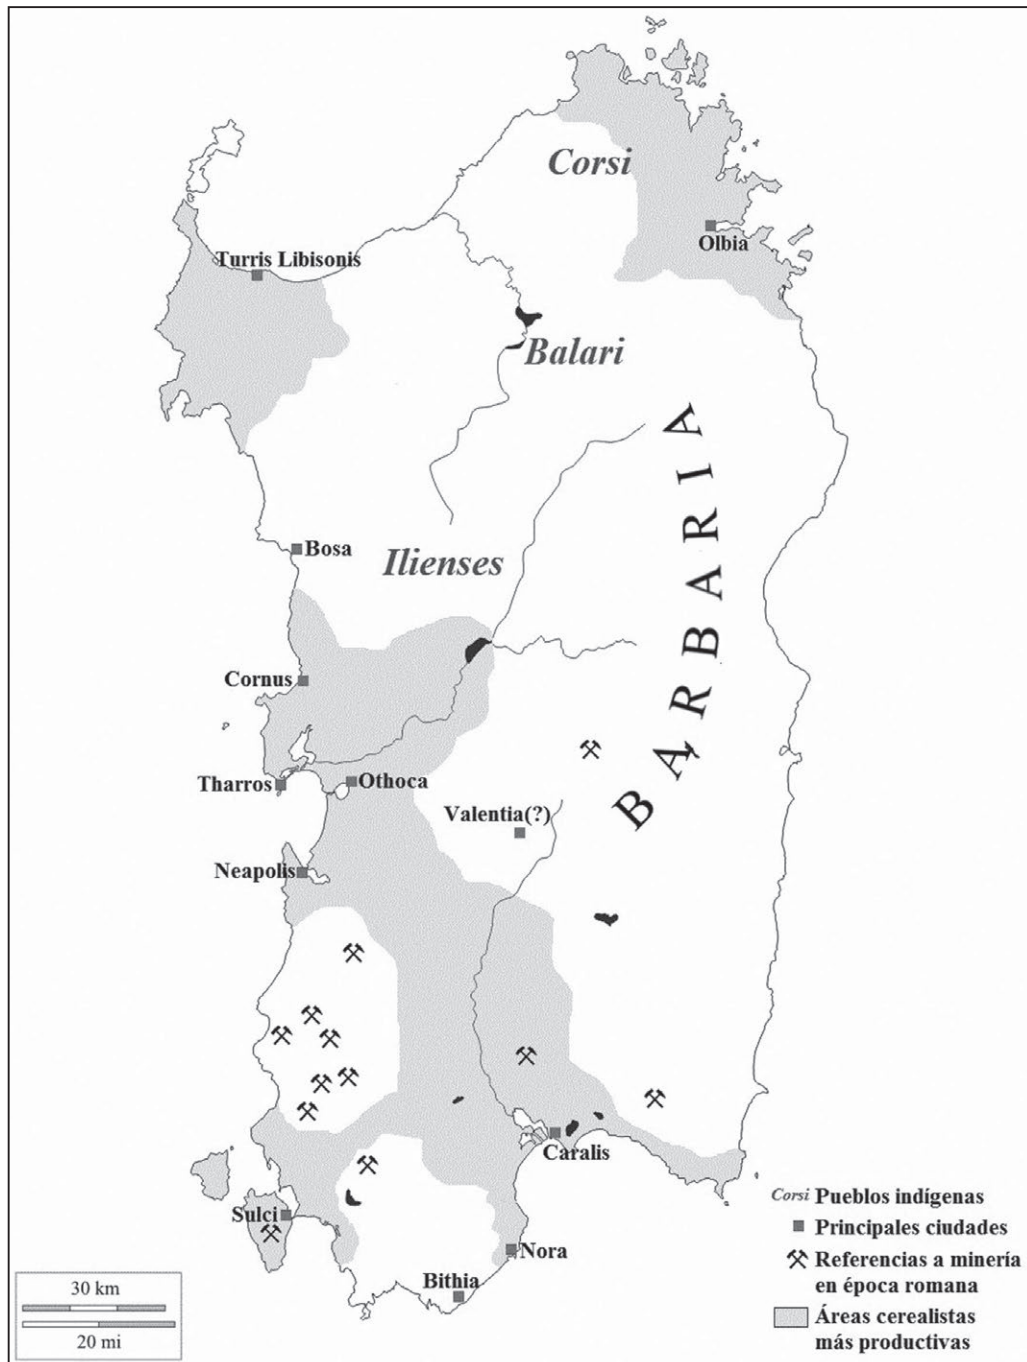 Corsi
Olbia
Turris Libisonis
Balari
BARBARIA
Bosa
Ilienses
Cornus
Tharros
Othoca
Valentia(?)
Neapolis
Caralis
Sulci
Nora
Bithia
Corsi Pueblos indígenas
Principales ciudades
Referencias a minería
en época romana
Áreas cerealistas
más productivas
30 km
20 mi